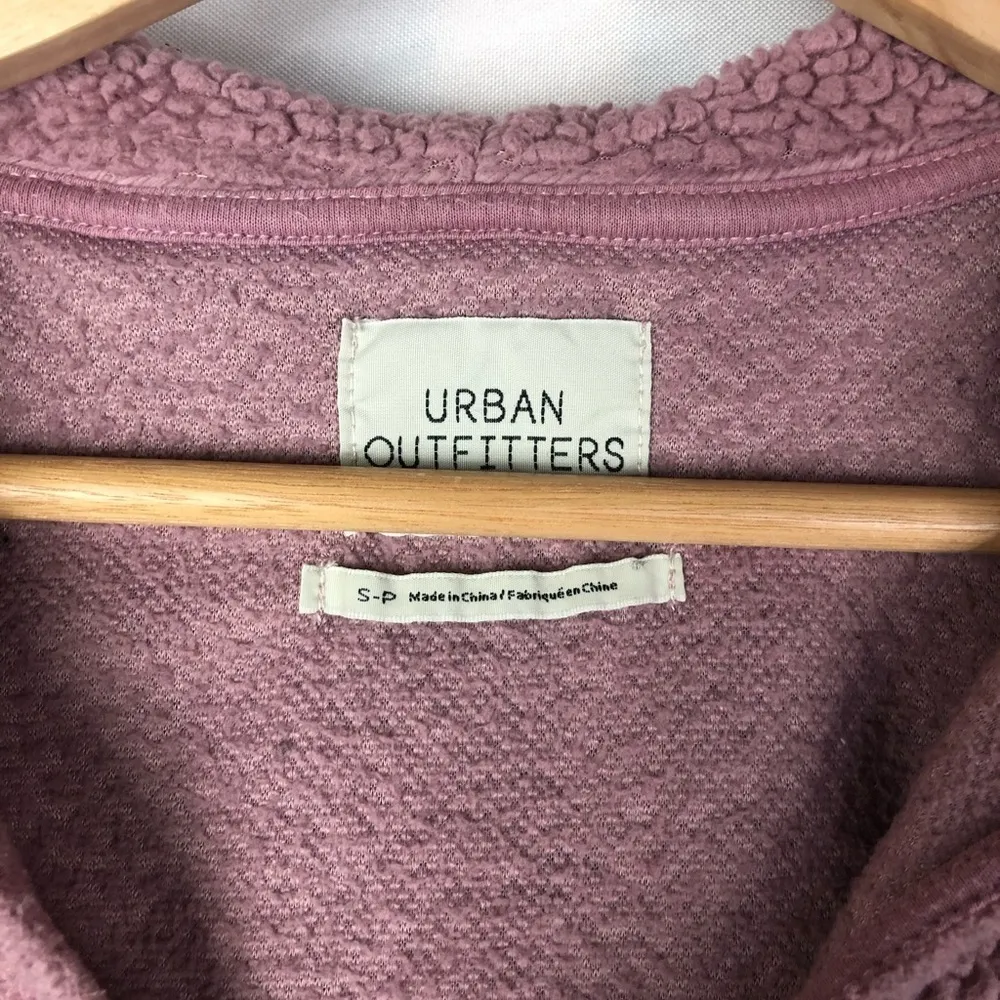 URBAN
OUTFITTERS
S-P Made in China / Fabriqué en Chine